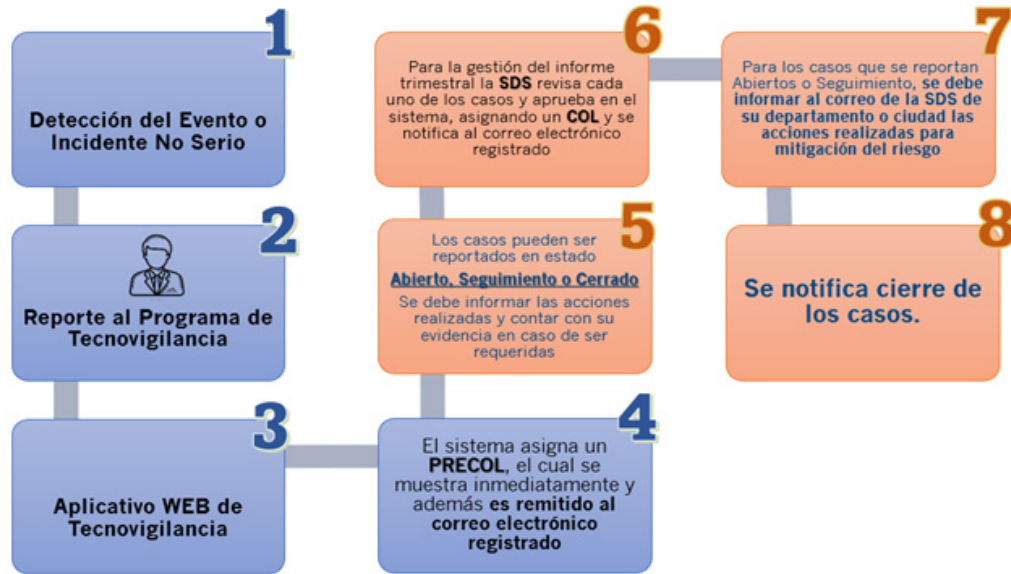 1
Detección del Evento o
Incidente No Serio
2
Reporte al Programa de
Tecnovigilancia
3
Aplicativo WEB de
Tecnovigilancia
4
El sistema asigna un
PRECOL, el cual se
muestra inmediatamente y
además es remitido al
correo electrónico
registrado
5
Los casos pueden ser
reportados en estado
Abierto, Seguimiento o Cerrado
Se debe informar las acciones
realizadas y contar con su
evidencia en caso de ser
requeridas
6
Para la gestión del informe
trimestral la SDS revisa cada
uno de los casos y aprueba en el
sistema, asignando un COL y se
notifica al correo electrónico
registrado
7
Para los casos que se reportan
Abiertos o Seguimiento, se debe
informar al correo de la SDS de
su departamento o ciudad las
acciones realizadas para
mitigación del riesgo
8
Se notifica cierre de
los casos.